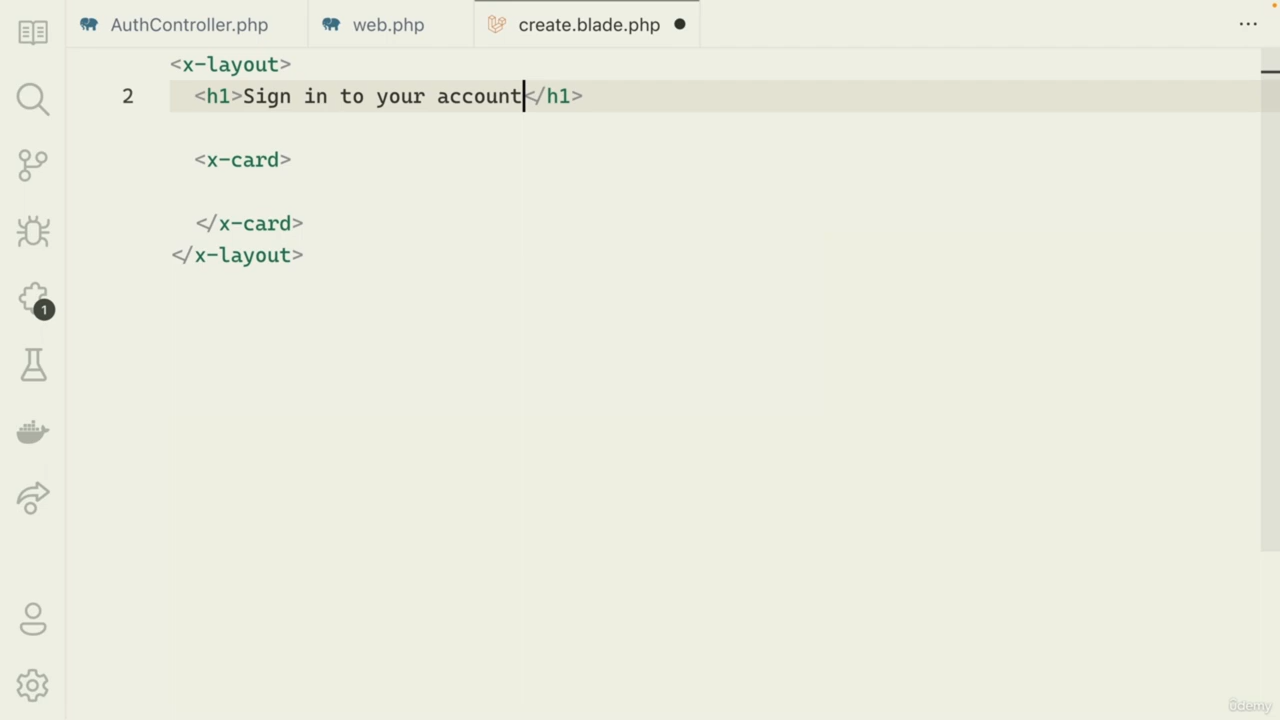 AuthController.php
web.php
create.blade.php
<x-layout>
2 <h1>Sign in to your account</h1>
<x-card>
</x-card>
</x-layout>
1
ûdemy